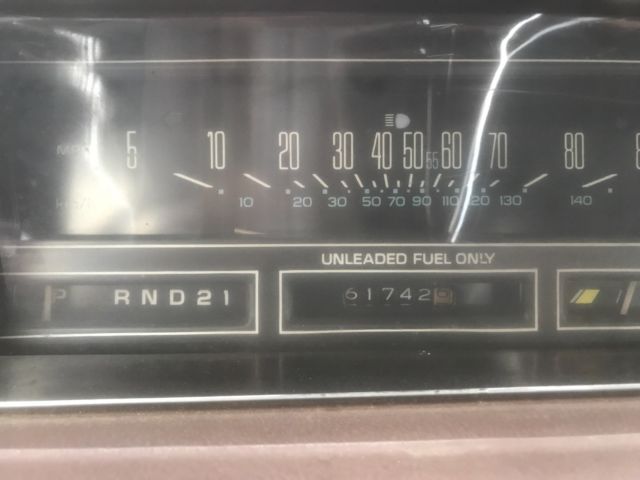 MPH 5 10 20 30 40 50 55 60 70 80
km/h 10 20 30 50 70 90 110 120 130 140
UNLEADED FUEL ONLY
P R N D 2 1 61742